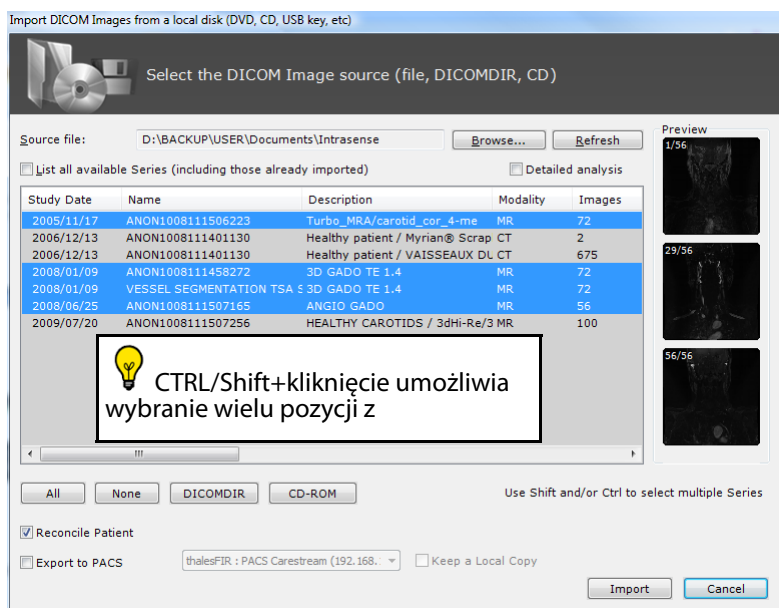 Import DICOM Images from a local disk (DVD, CD, USB key, etc)
Select the DICOM Image source (file, DICOMDIR, CD)
Source file: D:\BACKUP\USER\Documents\Intrasense Browse... Refresh
List all available Series (including those already imported) Detailed analysis
Study Date Name Description Modality Images
2005/11/17 ANON1008111506223 Turbo_MRA/carotid_cor_4-me MR 72
2006/12/13 ANON1008111401130 Healthy patient / Myrian® Scrap CT 2
2006/12/13 ANON1008111401130 Healthy patient / VAISSEAUX DU CT 675
2008/01/09 ANON1008111458272 3D GADO TE 1.4 MR 72
2008/01/09 VESSEL SEGMENTATION TSA S 3D GADO TE 1.4 MR 72
2008/06/25 ANON1008111507165 ANGIO GADO MR 56
2009/07/20 ANON1008111507256 HEALTHY CAROTIDS / 3dHi-Re/3 MR 100
CTRL/Shift+kliknięcie umożliwia
wybranie wielu pozycji z
Preview
1/56
29/56
56/56
All None DICOMDIR CD-ROM Use Shift and/or Ctrl to select multiple Series
Reconcile Patient
Export to PACS thalesFIR : PACS Carestream (192.168. Keep a Local Copy
Import Cancel